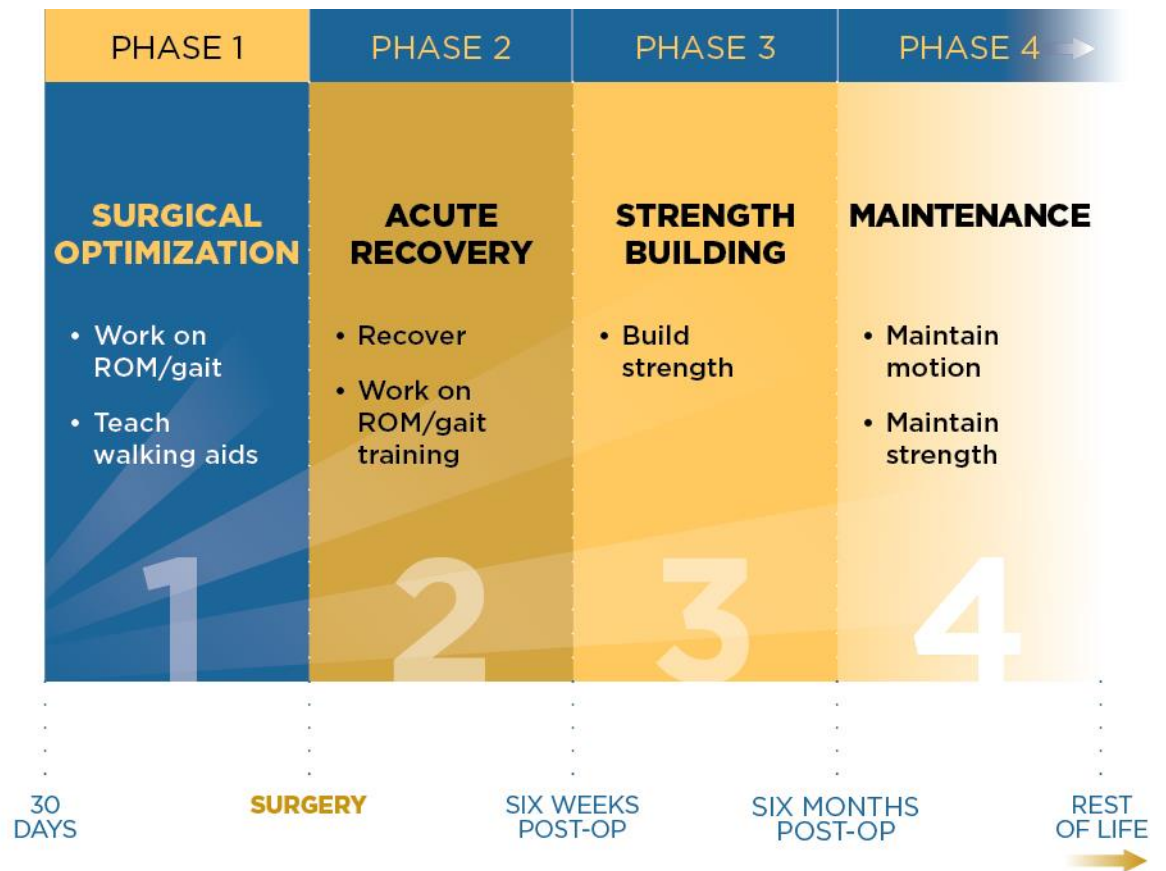 PHASE 1
PHASE 2
PHASE 3
PHASE 4
SURGICAL
OPTIMIZATION
• Work on
ROM/gait
• Teach
walking aids
1
ACUTE
RECOVERY
• Recover
• Work on
ROM/gait
training
2
STRENGTH
BUILDING
• Build
strength
3
MAINTENANCE
• Maintain
motion
• Maintain
strength
4
30
DAYS
SURGERY
SIX WEEKS
POST-OP
SIX MONTHS
POST-OP
REST
OF LIFE